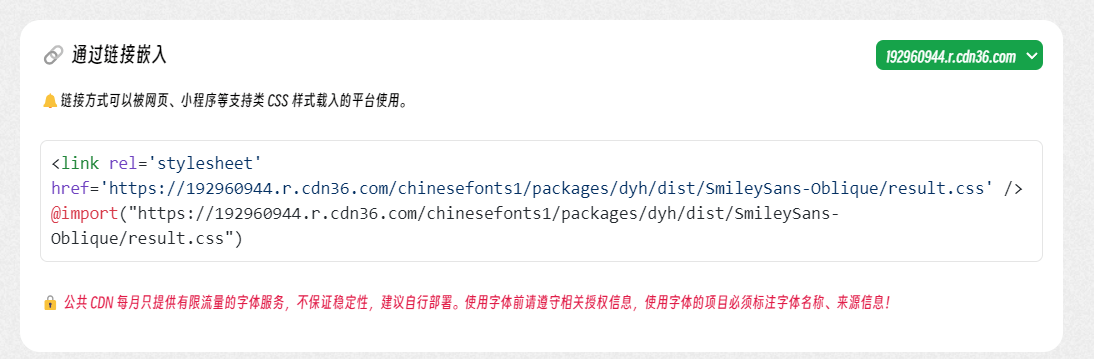 🔗 通过链接嵌入
192960944.r.cdn36.com
🔔链接方式可以被网页、小程序等支持类 CSS 样式载入的平台使用。
<link rel='stylesheet'
href='https://192960944.r.cdn36.com/chinesefonts1/packages/dyh/dist/SmileySans-Oblique/result.css' />
@import("https://192960944.r.cdn36.com/chinesefonts1/packages/dyh/dist/SmileySans-
Oblique/result.css")
🔒 公共 CDN 每月只提供有限流量的字体服务，不保证稳定性，建议自行部署。使用字体前请遵守相关授权信息，使用字体的项目必须标注字体名称、来源信息！